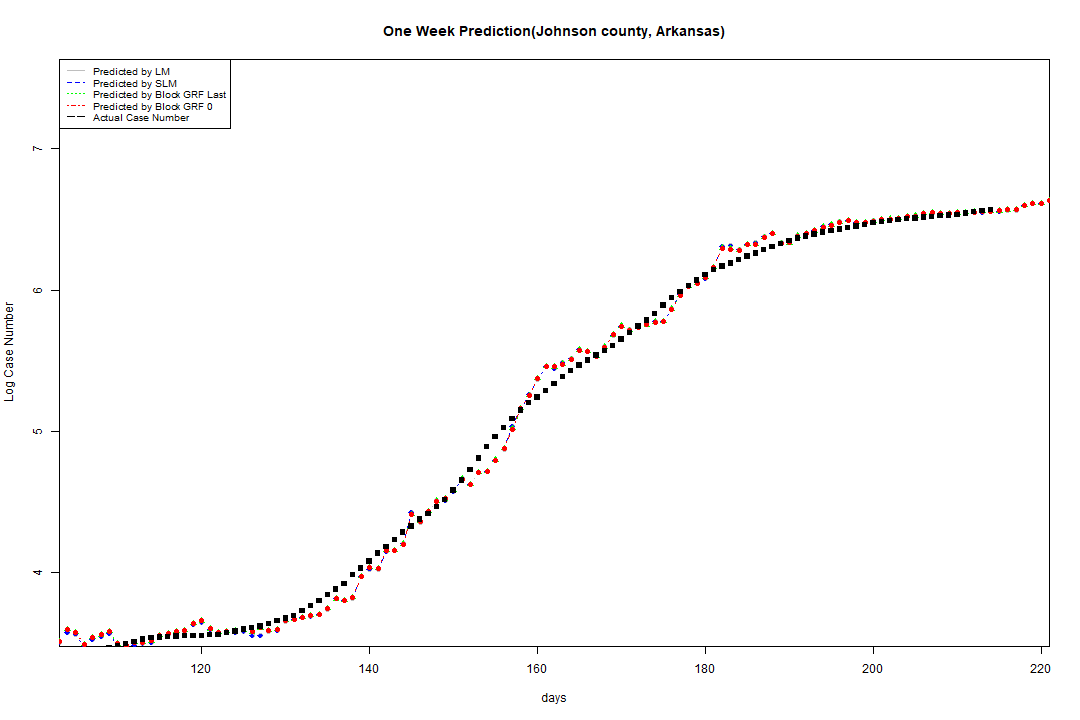 One Week Prediction(Johnson county, Arkansas)
Predicted by LM
Predicted by SLM
Predicted by Block GRF Last
Predicted by Block GRF 0
Actual Case Number
7
6
5
4
Log Case Number
120 140 160 180 200 220
days